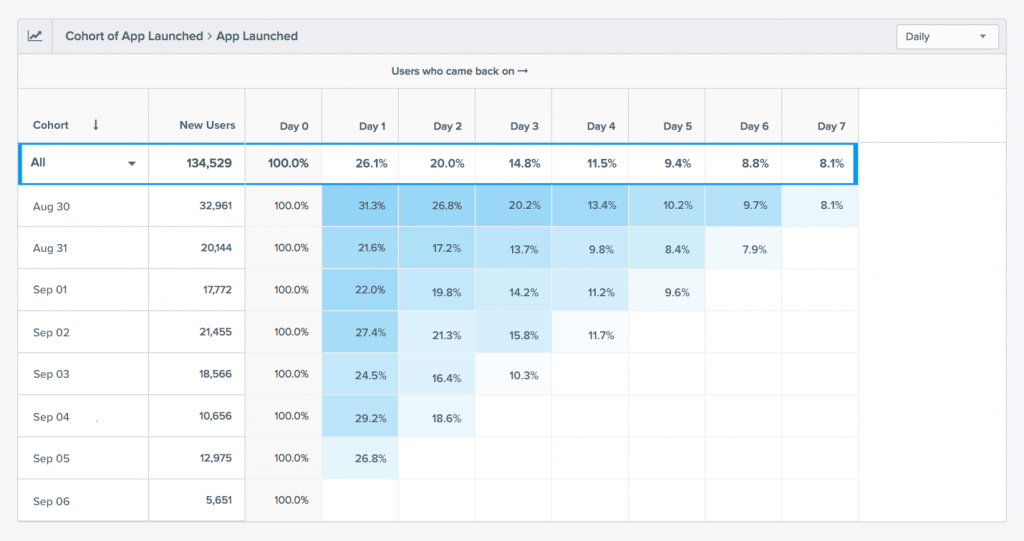 Cohort of App Launched > App Launched Daily
Users who came back on →
Cohort ↓ New Users Day 0 Day 1 Day 2 Day 3 Day 4 Day 5 Day 6 Day 7
All 134,529 100.0% 26.1% 20.0% 14.8% 11.5% 9.4% 8.8% 8.1%
Aug 30 32,961 100.0% 31.3% 26.8% 20.2% 13.4% 10.2% 9.7% 8.1%
Aug 31 20,144 100.0% 21.6% 17.2% 13.7% 9.8% 8.4% 7.9%
Sep 01 17,772 100.0% 22.0% 19.8% 14.2% 11.2% 9.6%
Sep 02 21,455 100.0% 27.4% 21.3% 15.8% 11.7%
Sep 03 18,566 100.0% 24.5% 16.4% 10.3%
Sep 04 10,656 100.0% 29.2% 18.6%
Sep 05 12,975 100.0% 26.8%
Sep 06 5,651 100.0%